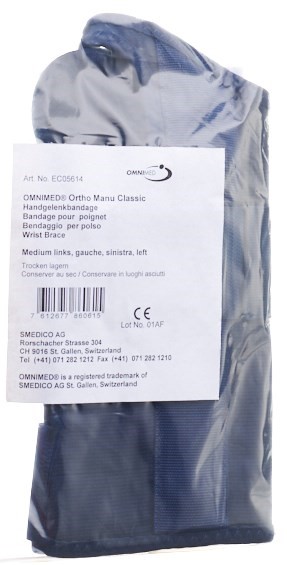 OMNIMED
Art. No. EC05614
OMNIMED® Ortho Manu Classic
Handgelenkbandage
Bandage pour poignet
Bendaggio per polso
Wrist Brace
Medium links, gauche, sinistra, left
Trocken lagern
Conserver au sec / Conservare in luoghi asciutti
7 612677 860615
CE
Lot No. 01AF
SMEDICO AG
Rorschacher Strasse 304
CH 9016 St. Gallen, Switzerland
Tel (+41) 071 282 1212 Fax (+41) 071 282 1210
OMNIMED® is a registered trademark of
SMEDICO AG St. Gallen, Switzerland